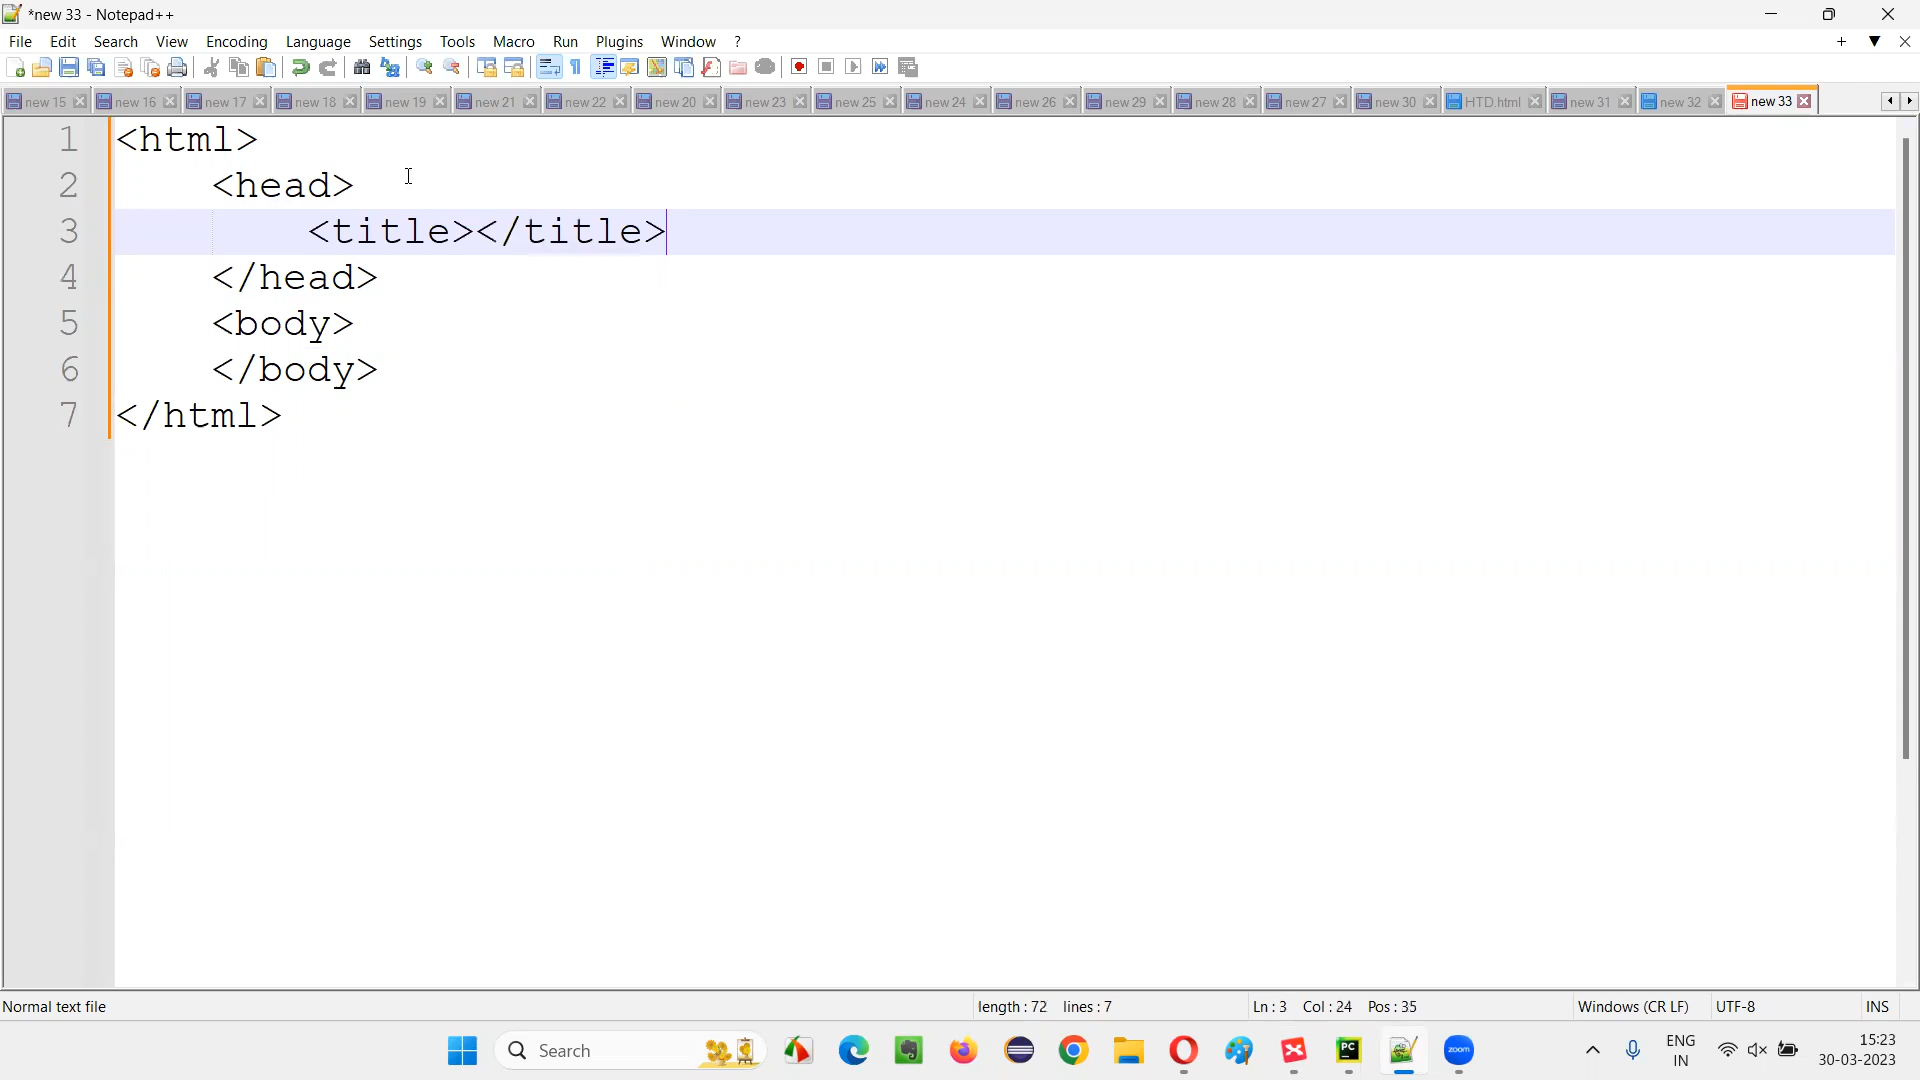 *new 33 - Notepad++
File Edit Search View Encoding Language Settings Tools Macro Run Plugins Window ?
new 15 new 16 new 17 new 18 new 19 new 21 new 22 new 20 new 23 new 25 new 24 new 26 new 29 new 28 new 27 new 30 HTD.html new 31 new 32 new 33
1 <html>
2 <head>
3 <title></title>
4 </head>
5 <body>
6 </body>
7 </html>
Normal text file length : 72 lines : 7 Ln : 3 Col : 24 Pos : 35 Windows (CR LF) UTF-8 INS
Search PC zoom ENG 15:23
IN 30-03-2023